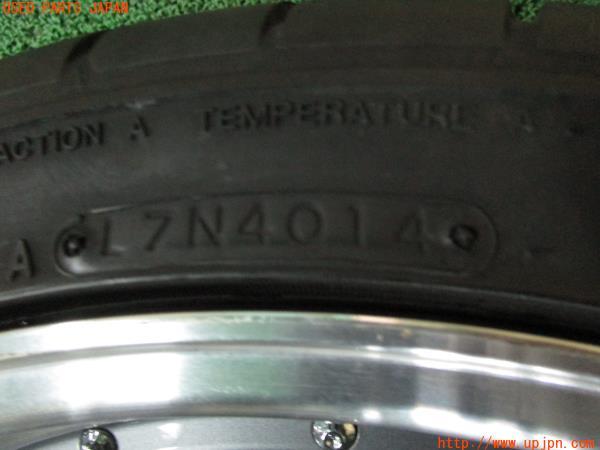 USED PARTS JAPAN
ACTION A TEMPERATURE A
A L7N4014
http://www.upjpn.com/